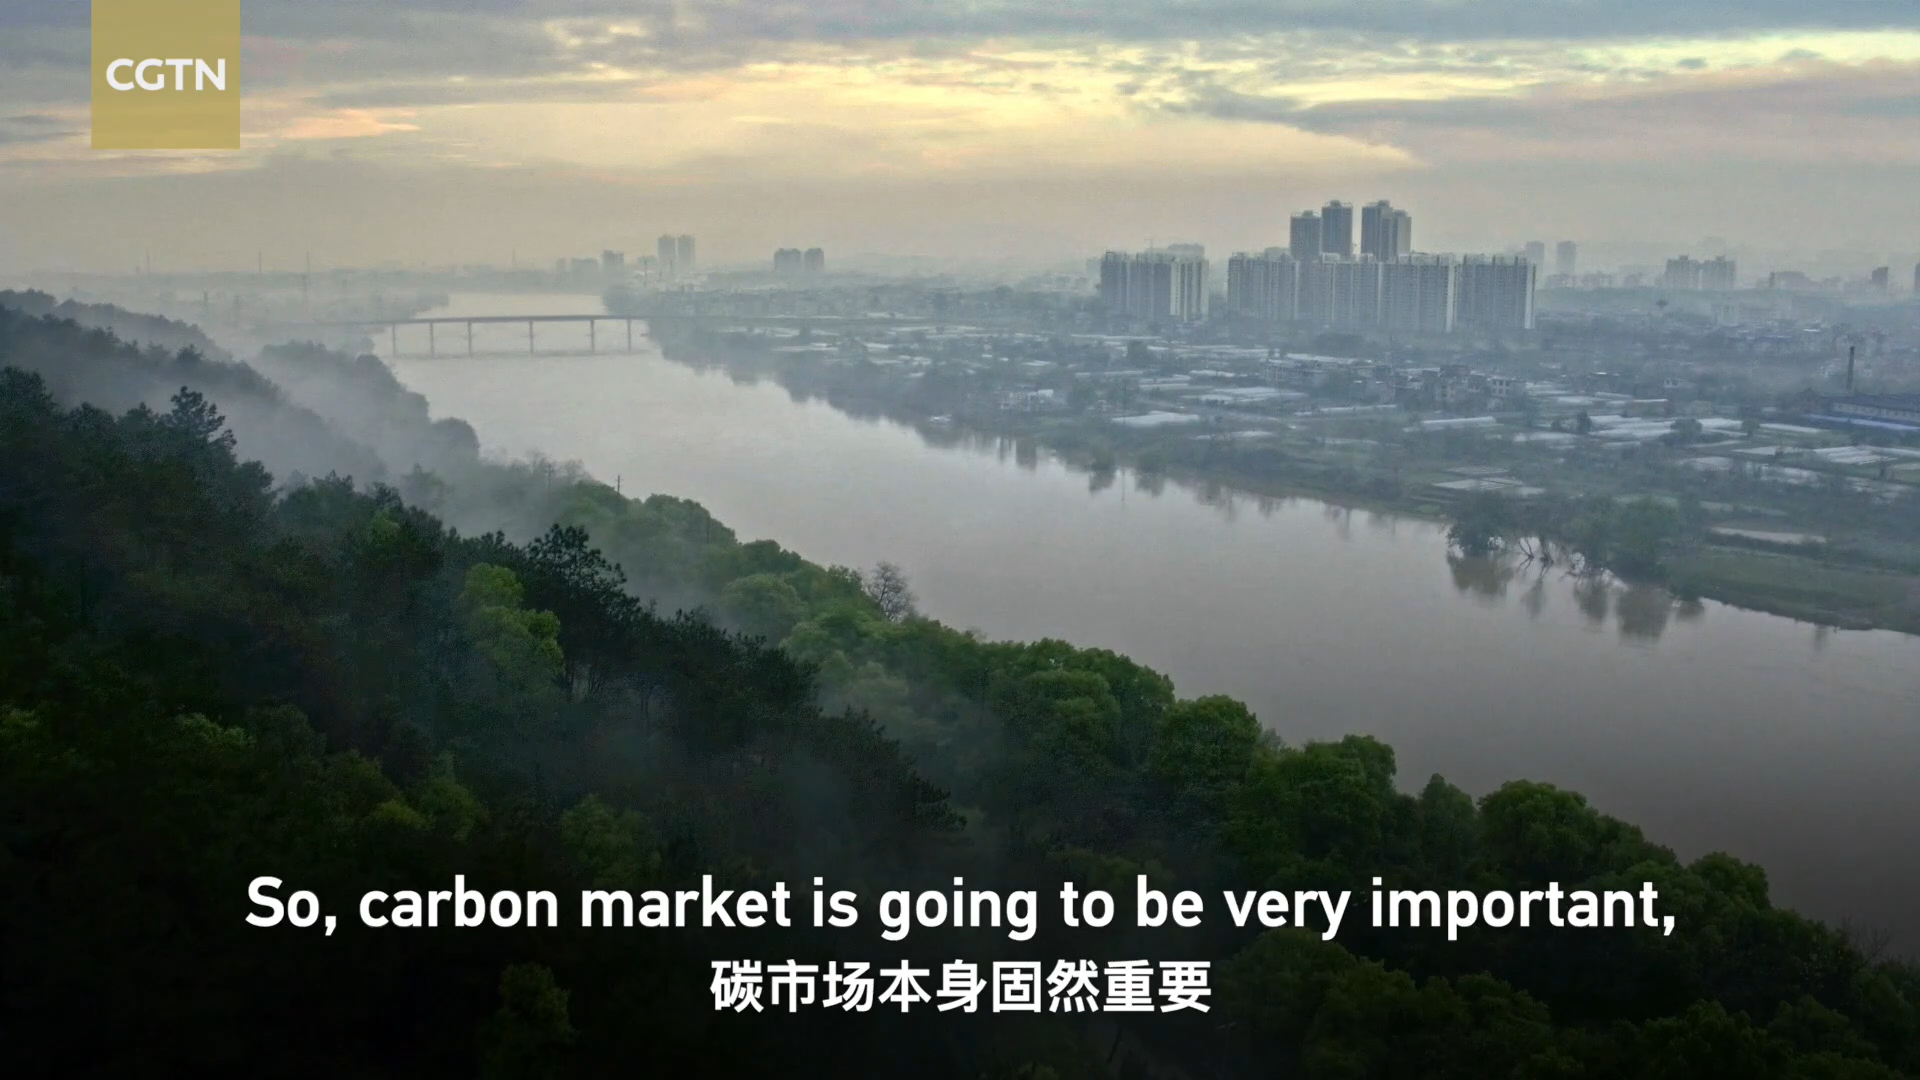 CGTN
So, carbon market is going to be very important,
碳市场本身固然重要